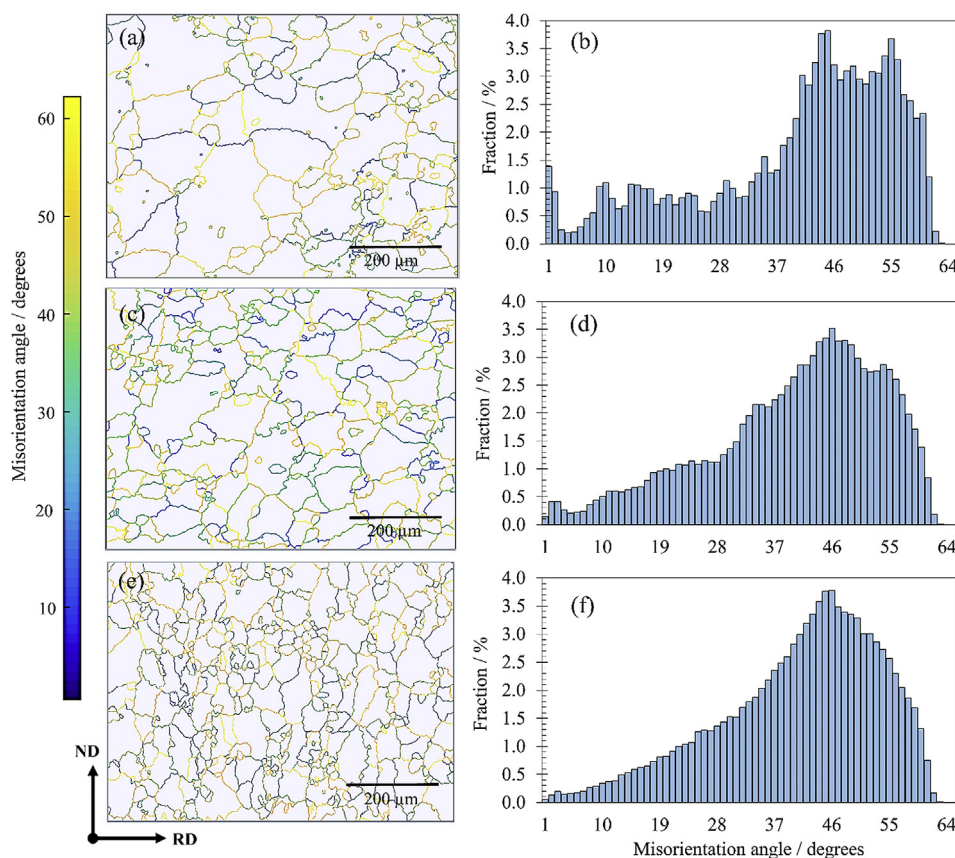 (a)
200 µm
(b)
Fraction / %
4.0
3.5
3.0
2.5
2.0
1.5
1.0
0.5
0.0
1 10 19 28 37 46 55 64
Misorientation angle / degrees
60
50
40
30
20
10
(c)
200 µm
(d)
Fraction / %
4.0
3.5
3.0
2.5
2.0
1.5
1.0
0.5
0.0
1 10 19 28 37 46 55 64
(e)
200 µm
ND
RD
(f)
Fraction / %
4.0
3.5
3.0
2.5
2.0
1.5
1.0
0.5
0.0
1 10 19 28 37 46 55 64
Misorientation angle / degrees